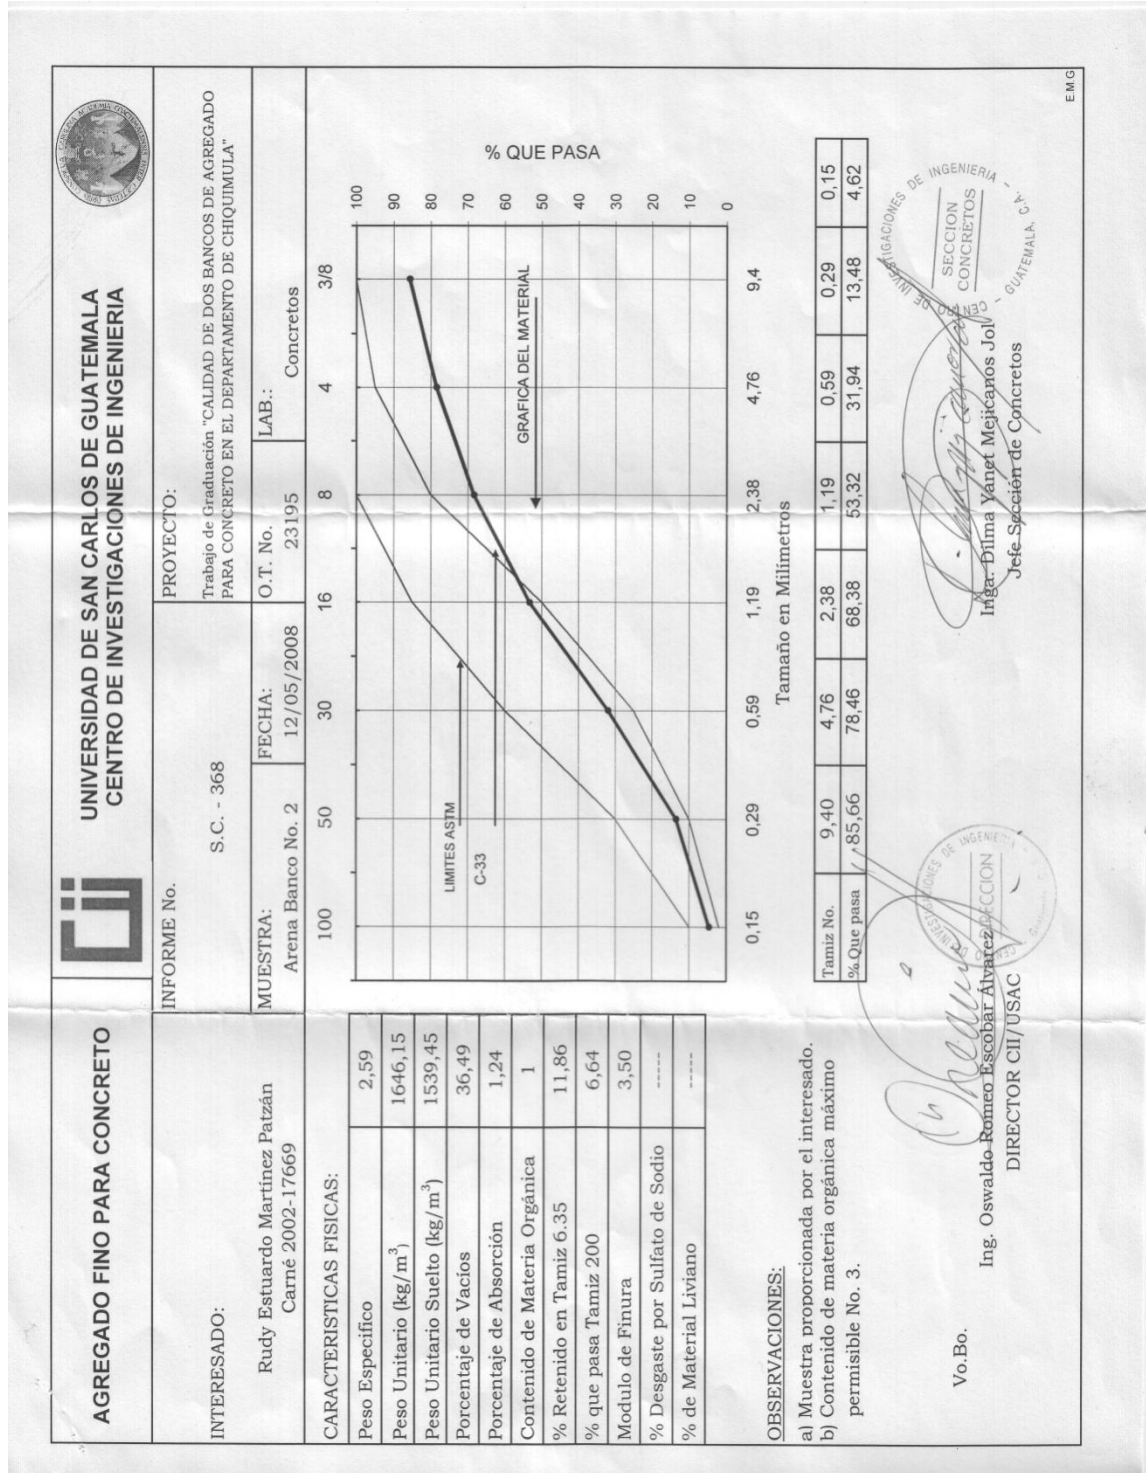 AGREGADO FINO PARA CONCRETO
CII
UNIVERSIDAD DE SAN CARLOS DE GUATEMALA
CENTRO DE INVESTIGACIONES DE INGENIERIA
INTERESADO:
Rudy Estuardo Martínez Patzán
Carné 2002-17669
INFORME No.
S.C. - 368
PROYECTO:
Trabajo de Graduación "CALIDAD DE DOS BANCOS DE AGREGADO
PARA CONCRETO EN EL DEPARTAMENTO DE CHIQUIMULA"
MUESTRA:
Arena Banco No. 2
FECHA:
12/05/2008
O.T. No.
23195
LAB.:
Concretos
CARACTERISTICAS FISICAS:
Peso Especifico 2,59
Peso Unitario (kg/m³) 1646,15
Peso Unitario Suelto (kg/m³) 1539,45
Porcentaje de Vacíos 36,49
Porcentaje de Absorción 1,24
Contenido de Materia Orgánica 1
% Retenido en Tamiz 6.35 11,86
% que pasa Tamiz 200 6,64
Modulo de Finura 3,50
% Desgaste por Sulfato de Sodio -----
% de Material Liviano -----
100 50 30 16 8 4 3/8
100
90
80
70
60
50
40
30
20
10
0
% QUE PASA
LIMITES ASTM
C-33
GRAFICA DEL MATERIAL
0,15 0,29 0,59 1,19 2,38 4,76 9,4
Tamaño en Milímetros
Tamiz No. 9,40 4,76 2,38 1,19 0,59 0,29 0,15
% Que pasa 85,66 78,46 68,38 53,32 31,94 13,48 4,62
OBSERVACIONES:
a) Muestra proporcionada por el interesado.
b) Contenido de materia orgánica máximo
permisible No. 3.
Vo.Bo.
Ing. Oswaldo Romeo Escobar Álvarez
DIRECTOR CII/USAC
DIRECCION
Inga. Dilma Yanet Mejicanos Jol
Jefe Sección de Concretos
CENTRO DE INVESTIGACIONES DE INGENIERIA
SECCION
CONCRETOS
GUATEMALA, C.A.
E.M.G